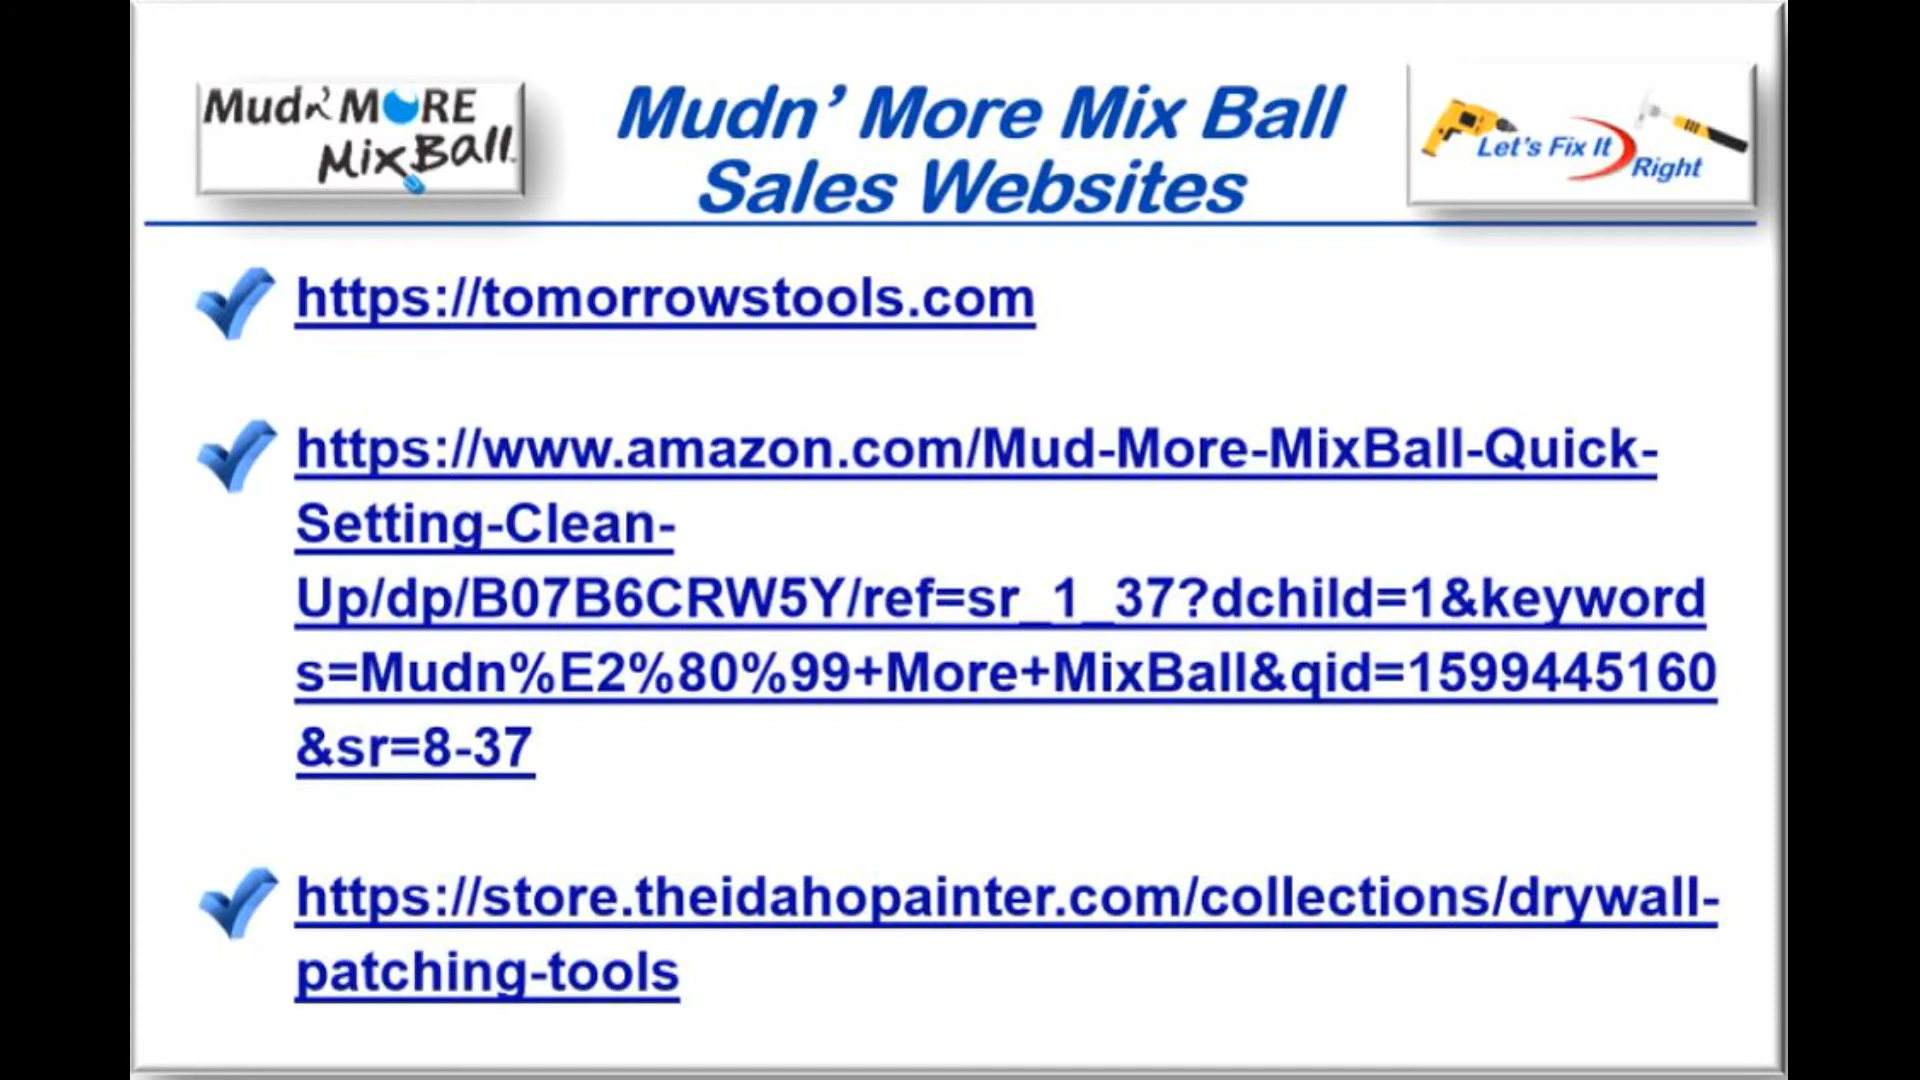 Mudn' MORE
MixBall
Mudn' More Mix Ball
Sales Websites
Let's Fix It
Right
https://tomorrowstools.com
https://www.amazon.com/Mud-More-MixBall-Quick-
Setting-Clean-
Up/dp/B07B6CRW5Y/ref=sr_1_37?dchild=1&keyword
s=Mudn%E2%80%99+More+MixBall&qid=1599445160
&sr=8-37
https://store.theidahopainter.com/collections/drywall-
patching-tools